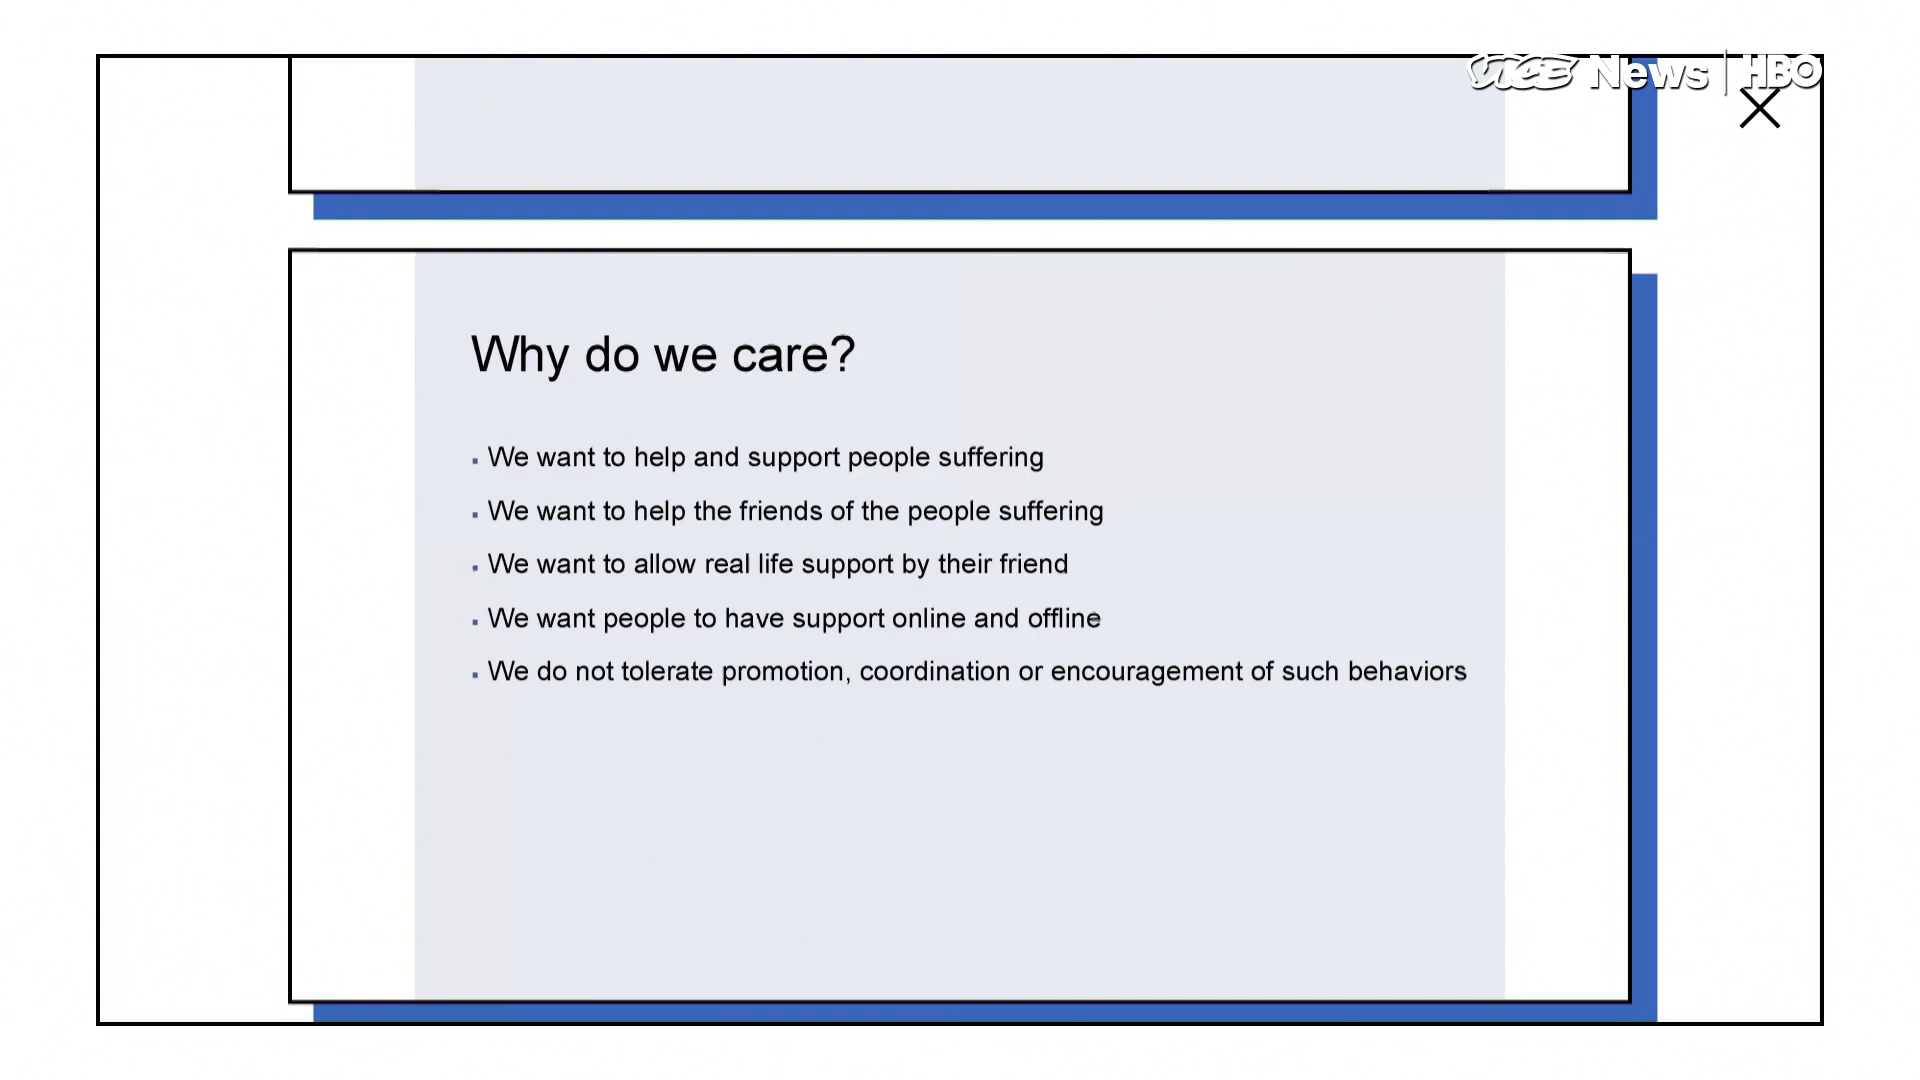 VICE News | HBO
Why do we care?
We want to help and support people suffering
We want to help the friends of the people suffering
We want to allow real life support by their friend
We want people to have support online and offline
We do not tolerate promotion, coordination or encouragement of such behaviors